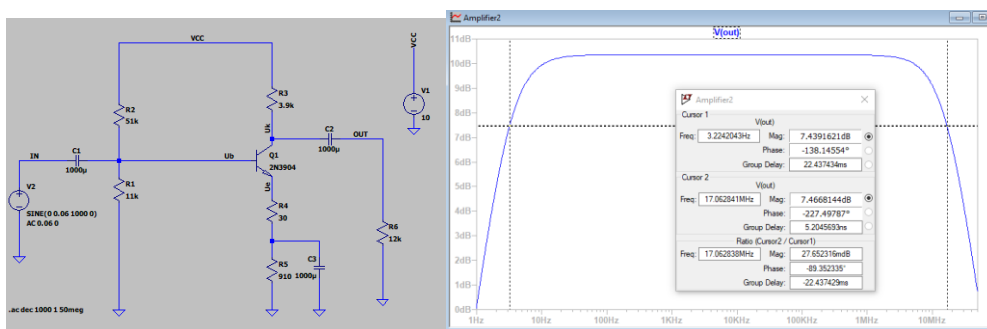 VCC
VCC
R3
3.9k
V1
10
R2
51k
Uk
C2
OUT
1000µ
IN
C1
Ub
Q1
2N3904
1000µ
Ue
V2
R1
11k
R4
30
R6
12k
SINE(0 0.06 1000 0)
AC 0.06 0
R5
910
C3
1000µ
.ac dec 1000 1 50meg
Amplifier2
V(out)
11dB
10dB
9dB
8dB
7dB
6dB
5dB
4dB
3dB
2dB
1dB
0dB
1Hz
10Hz
100Hz
1KHz
10KHz
100KHz
1MHz
10MHz
Amplifier2
Cursor 1
V(out)
Freq: 3.2242043Hz Mag: 7.4391621dB
Phase: -138.14554°
Group Delay: 22.437434ms
Cursor 2
V(out)
Freq: 17.062841MHz Mag: 7.4668144dB
Phase: -227.49787°
Group Delay: 5.2045693ns
Ratio (Cursor2 / Cursor1)
Freq: 17.062838MHz Mag: 27.652316mdB
Phase: -89.352335°
Group Delay: -22.437429ms